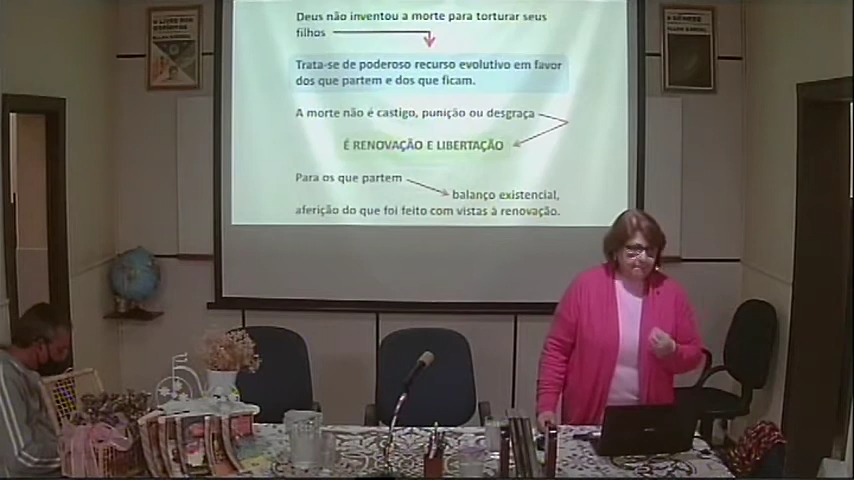 Deus não inventou a morte para torturar seus
filhos
Trata-se de poderoso recurso evolutivo em favor
dos que partem e dos que ficam.
A morte não é castigo, punição ou desgraça
É RENOVAÇÃO E LIBERTAÇÃO
Para os que partem
balanço existencial,
aferição do que foi feito com vistas à renovação.